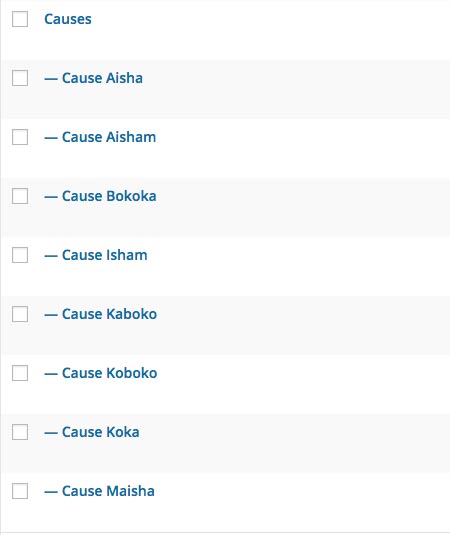 Causes
— Cause Aisha
— Cause Aisham
— Cause Bokoka
— Cause Isham
— Cause Kaboko
— Cause Koboko
— Cause Koka
— Cause Maisha